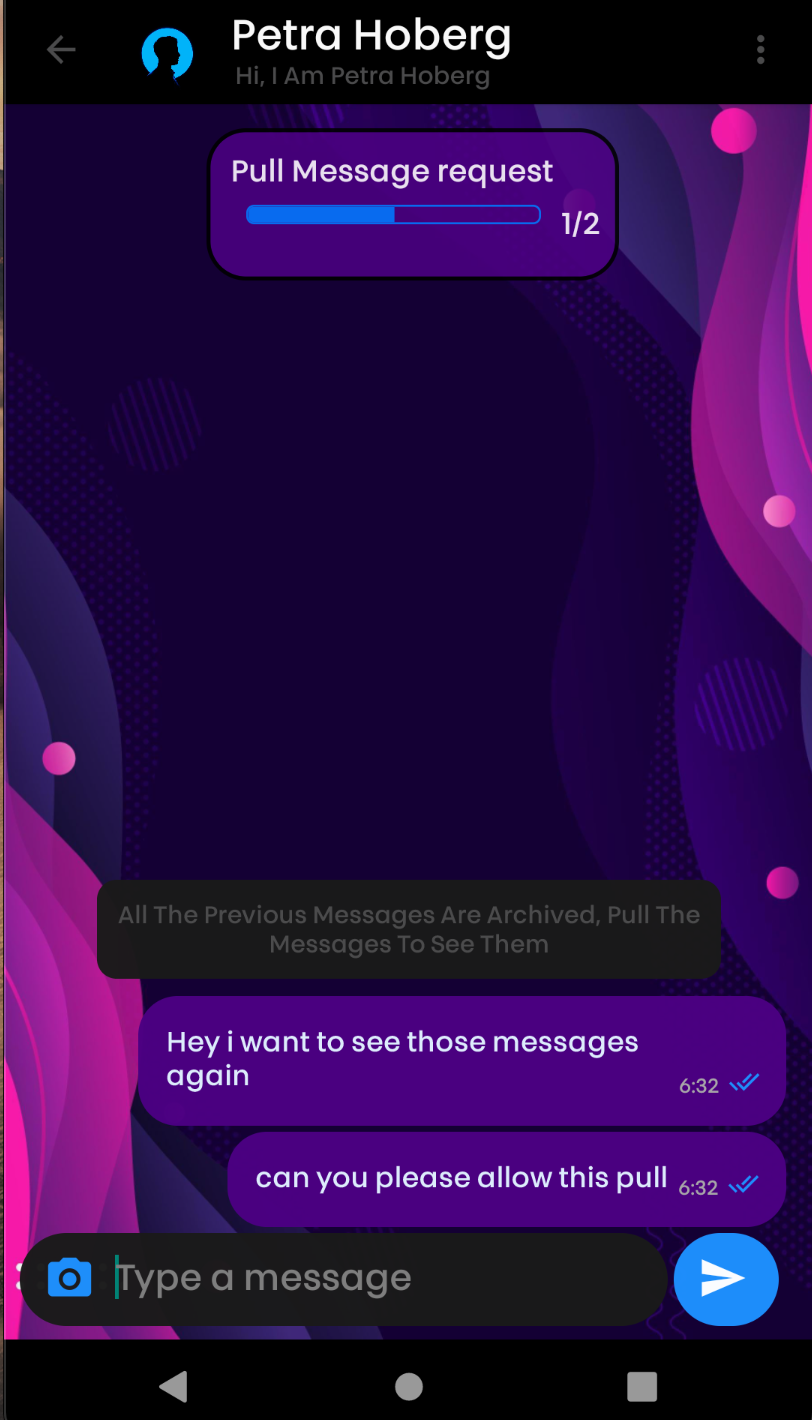 Petra Hoberg
Hi, I Am Petra Hoberg
Pull Message request
1/2
All The Previous Messages Are Archived, Pull The
Messages To See Them
Hey i want to see those messages
again
6:32
can you please allow this pull
6:32
Type a message